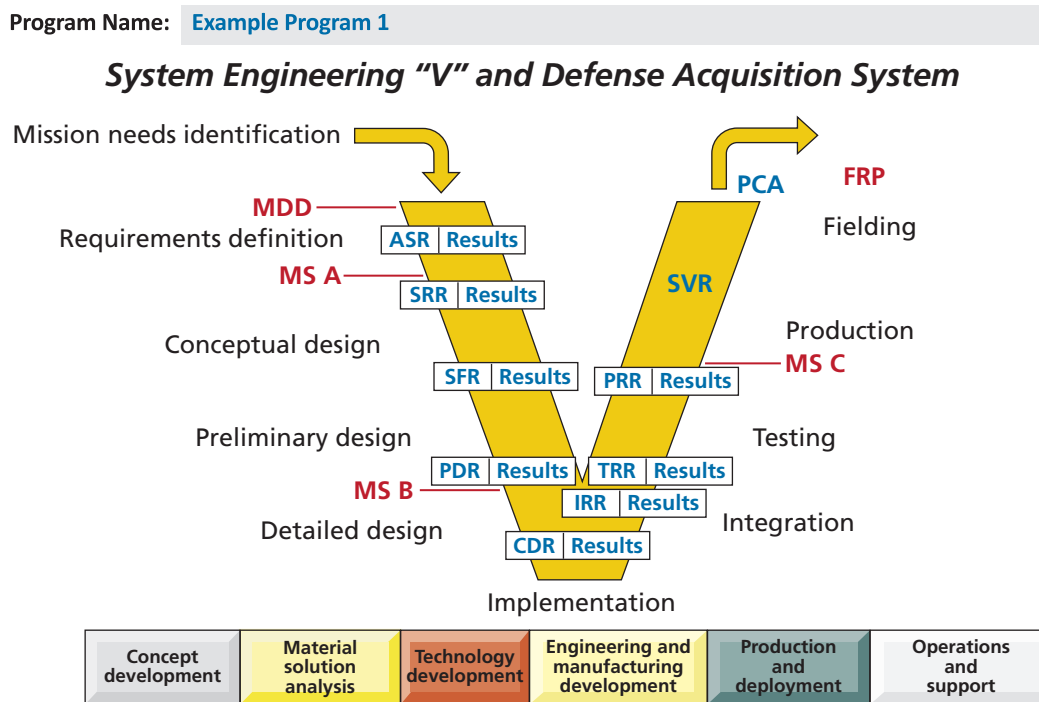 Program Name: Example Program 1
System Engineering “V” and Defense Acquisition System
Mission needs identification
PCA
FRP
MDD
Fielding
Requirements definition
ASR Results
MS A
SVR
SRR Results
Production
Conceptual design
MS C
SFR Results
PRR Results
Preliminary design
Testing
PDR Results
TRR Results
MS B
IRR Results
Integration
Detailed design
CDR Results
Implementation
Concept
development
Material
solution
analysis
Technology
development
Engineering and
manufacturing
development
Production
and
deployment
Operations
and
support